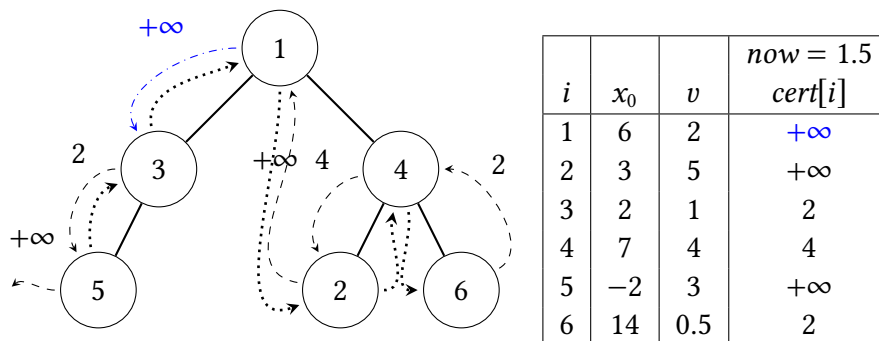 +∞
1
2
3
+∞
4
4
2
+∞
5
2
6
now = 1.5
i x₀ v cert[i]
1 6 2 +∞
2 3 5 +∞
3 2 1 2
4 7 4 4
5 −2 3 +∞
6 14 0.5 2